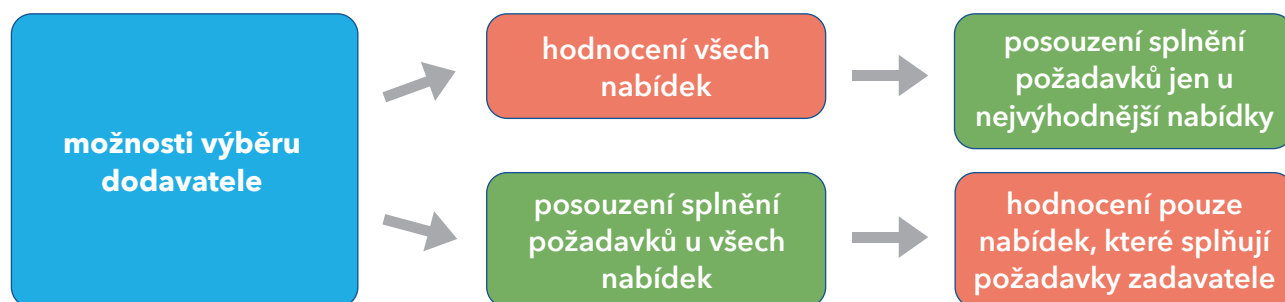 možnosti výběru
dodavatele
hodnocení všech
nabídek
posouzení splnění
požadavků jen u
nejvýhodnější nabídky
posouzení splnění
požadavků u všech
nabídek
hodnocení pouze
nabídek, které splňují
požadavky zadavatele